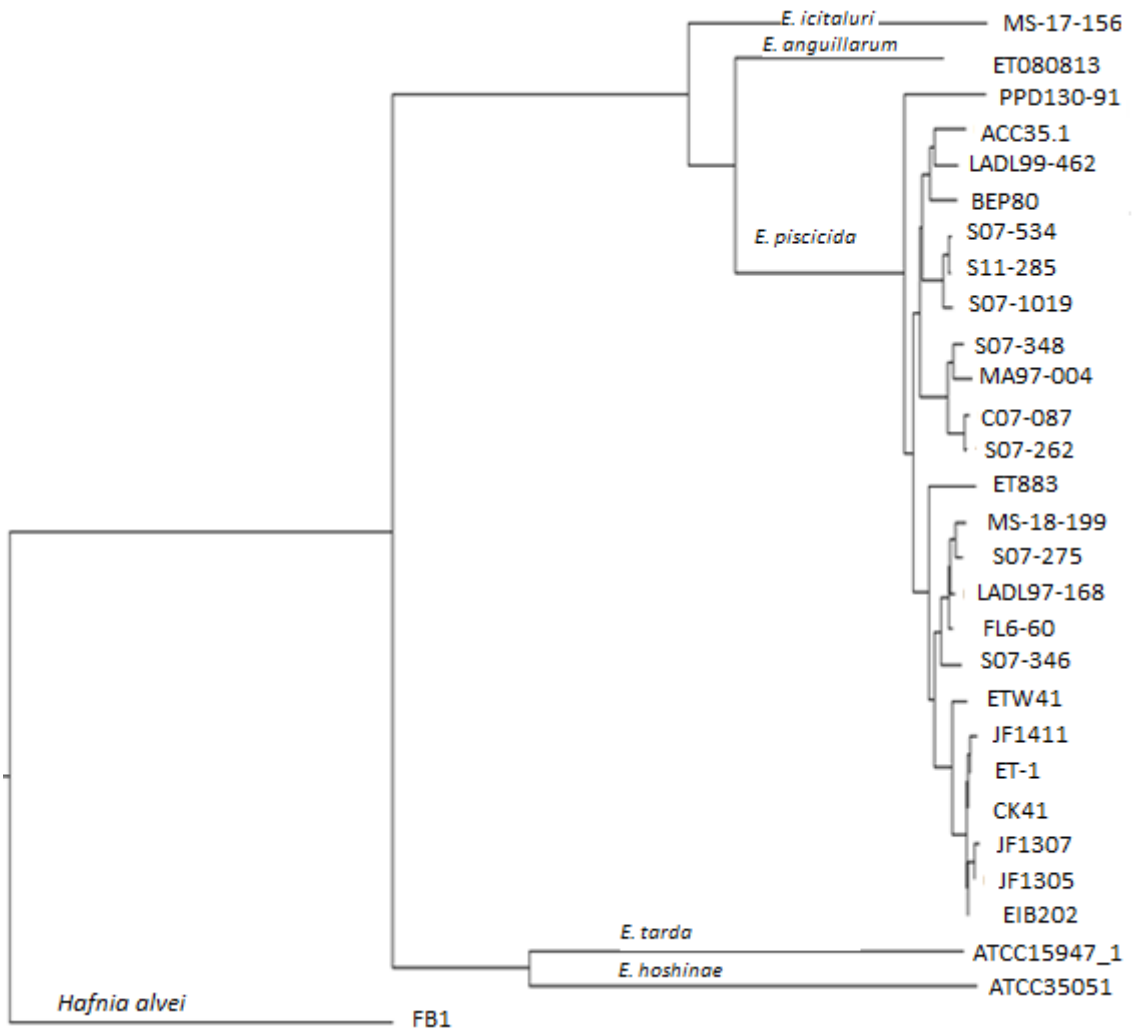 E. icitaluri MS-17-156
E. anguillarum
ET080813
PPD130-91
ACC35.1
LADL99-462
BEP80
E. piscicida S07-534
S11-285
S07-1019
S07-348
MA97-004
C07-087
S07-262
ET883
MS-18-199
S07-275
LADL97-168
FL6-60
S07-346
ETW41
JF1411
ET-1
CK41
JF1307
JF1305
EIB202
E. tarda
ATCC15947_1
E. hoshinae
ATCC35051
Hafnia alvei
FB1